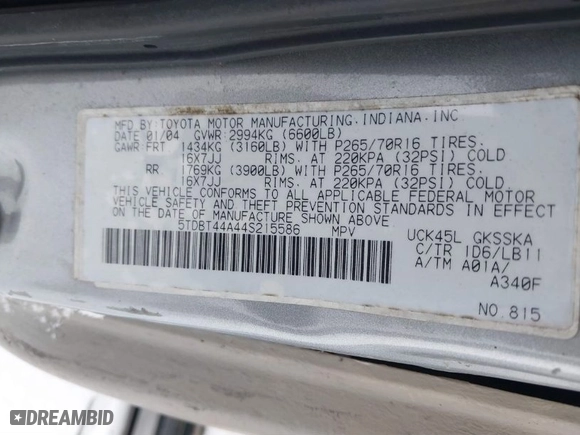 MFD BY:TOYOTA MOTOR MANUFACTURING,INDIANA,INC
DATE 01/04 GVWR 2994KG (6600LB)
GAWR:FRT 1434KG (3160LB) WITH P265/70R16 TIRES.
16X7JJ RIMS. AT 220KPA (32PSI) COLD
RR. 1769KG (3900LB) WITH P265/70R16 TIRES.
16X7JJ RIMS. AT 220KPA (32PSI) COLD
THIS VEHICLE CONFORMS TO ALL APPLICABLE FEDERAL MOTOR
VEHICLE SAFETY AND THEFT PREVENTION STANDARDS IN EFFECT
ON THE DATE OF MANUFACTURE SHOWN ABOVE.
5TDBT44A44S215586 MPV UCK45L GKSSKA
C/TR 1D6/LB11
A/TM A01A/
A340F
NO.815
DREAMBID